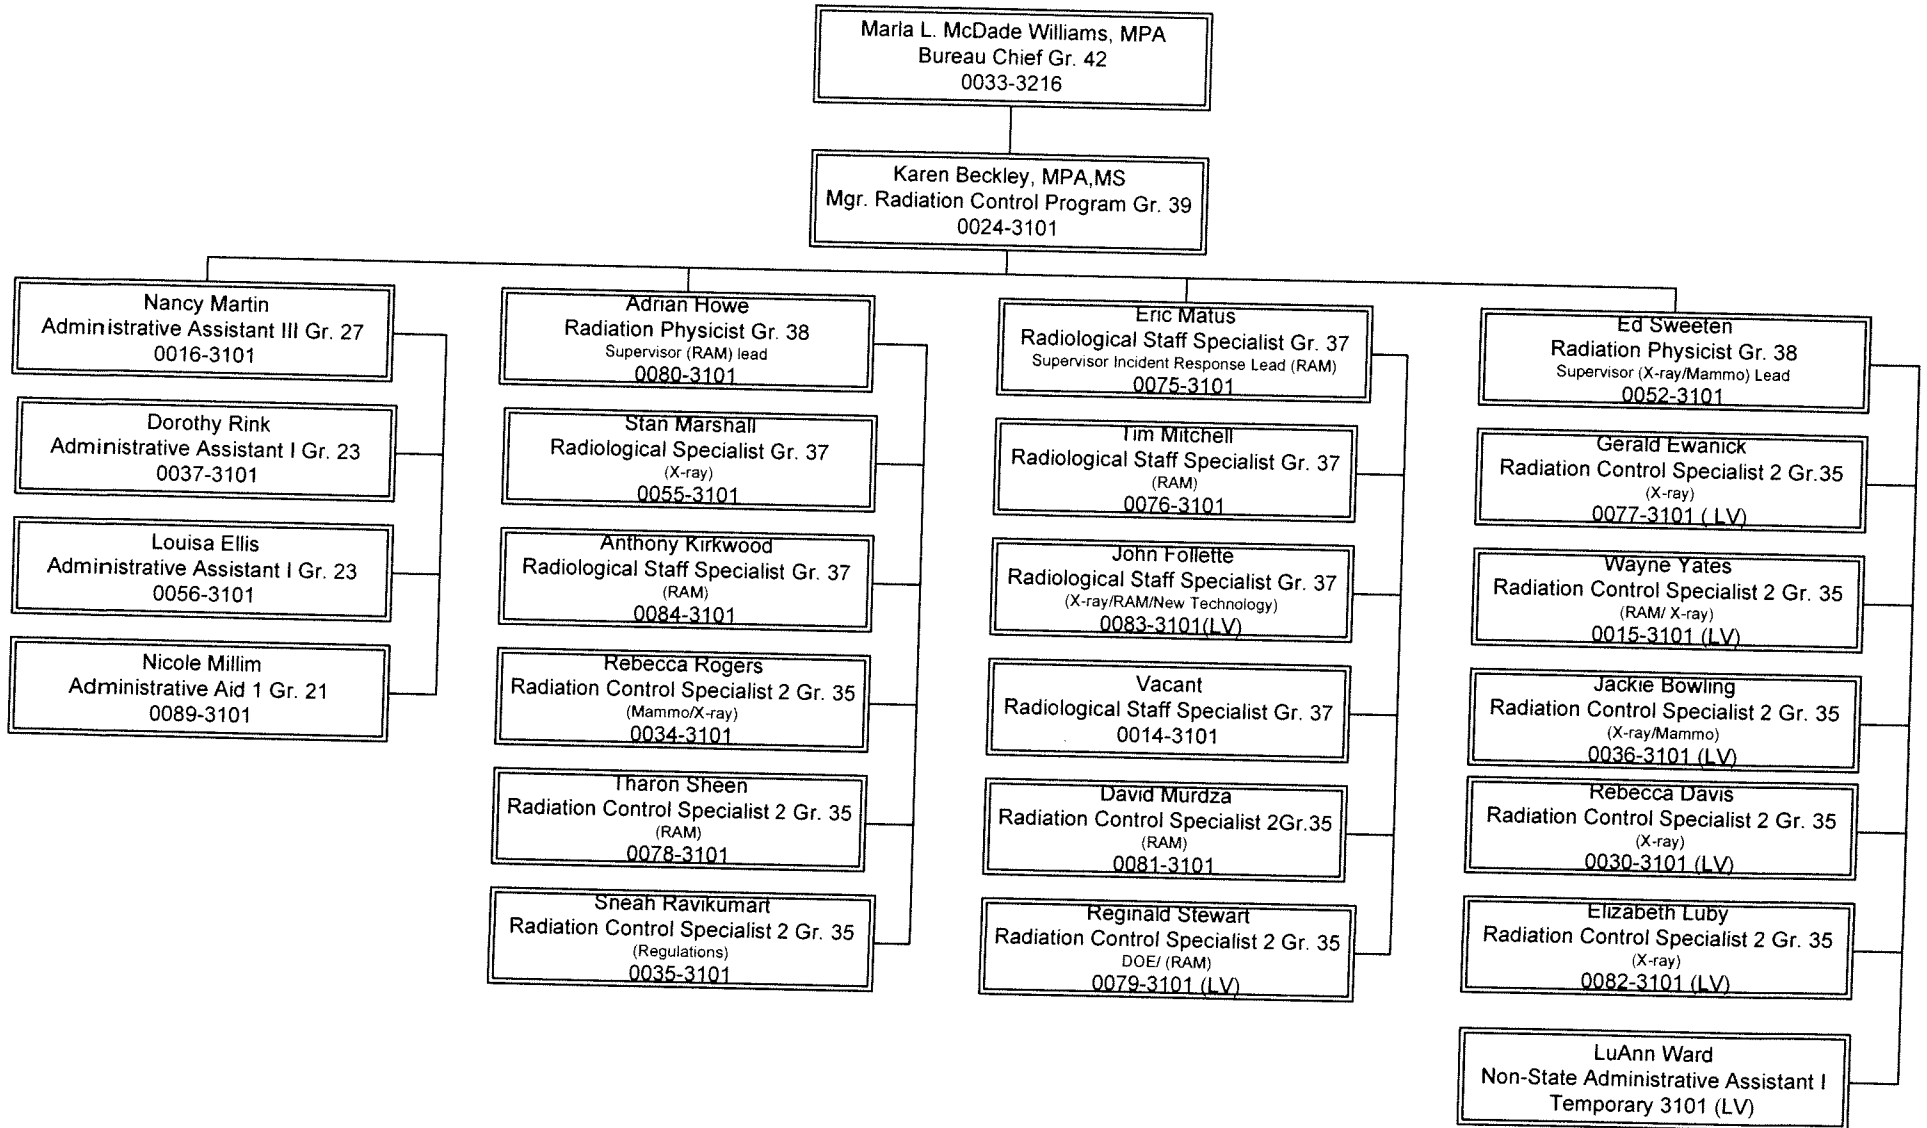 Marla L. McDade Williams, MPA
Bureau Chief Gr. 42
0033-3216
Karen Beckley, MPA,MS
Mgr. Radiation Control Program Gr. 39
0024-3101
Nancy Martin
Administrative Assistant III Gr. 27
0016-3101
Dorothy Rink
Administrative Assistant I Gr. 23
0037-3101
Louisa Ellis
Administrative Assistant I Gr. 23
0056-3101
Nicole Millim
Administrative Aid 1 Gr. 21
0089-3101
Adrian Howe
Radiation Physicist Gr. 38
Supervisor (RAM) lead
0080-3101
Stan Marshall
Radiological Specialist Gr. 37
(X-ray)
0055-3101
Anthony Kirkwood
Radiological Staff Specialist Gr. 37
(RAM)
0084-3101
Rebecca Rogers
Radiation Control Specialist 2 Gr. 35
(Mammo/X-ray)
0034-3101
Tharon Sheen
Radiation Control Specialist 2 Gr. 35
(RAM)
0078-3101
Sneah Ravikumart
Radiation Control Specialist 2 Gr. 35
(Regulations)
0035-3101
Eric Matus
Radiological Staff Specialist Gr. 37
Supervisor Incident Response Lead (RAM)
0075-3101
Tim Mitchell
Radiological Staff Specialist Gr. 37
(RAM)
0076-3101
John Follette
Radiological Staff Specialist Gr. 37
(X-ray/RAM/New Technology)
0083-3101(LV)
Vacant
Radiological Staff Specialist Gr. 37
0014-3101
David Murdza
Radiation Control Specialist 2Gr.35
(RAM)
0081-3101
Reginald Stewart
Radiation Control Specialist 2 Gr. 35
DOE/ (RAM)
0079-3101 (LV)
Ed Sweeten
Radiation Physicist Gr. 38
Supervisor (X-ray/Mammo) Lead
0052-3101
Gerald Ewanick
Radiation Control Specialist 2 Gr.35
(X-ray)
0077-3101 ( LV)
Wayne Yates
Radiation Control Specialist 2 Gr. 35
(RAM/ X-ray)
0015-3101 (LV)
Jackie Bowling
Radiation Control Specialist 2 Gr. 35
(X-ray/Mammo)
0036-3101 (LV)
Rebecca Davis
Radiation Control Specialist 2 Gr. 35
(X-ray)
0030-3101 (LV)
Elizabeth Luby
Radiation Control Specialist 2 Gr. 35
(X-ray)
0082-3101 (LV)
LuAnn Ward
Non-State Administrative Assistant I
Temporary 3101 (LV)